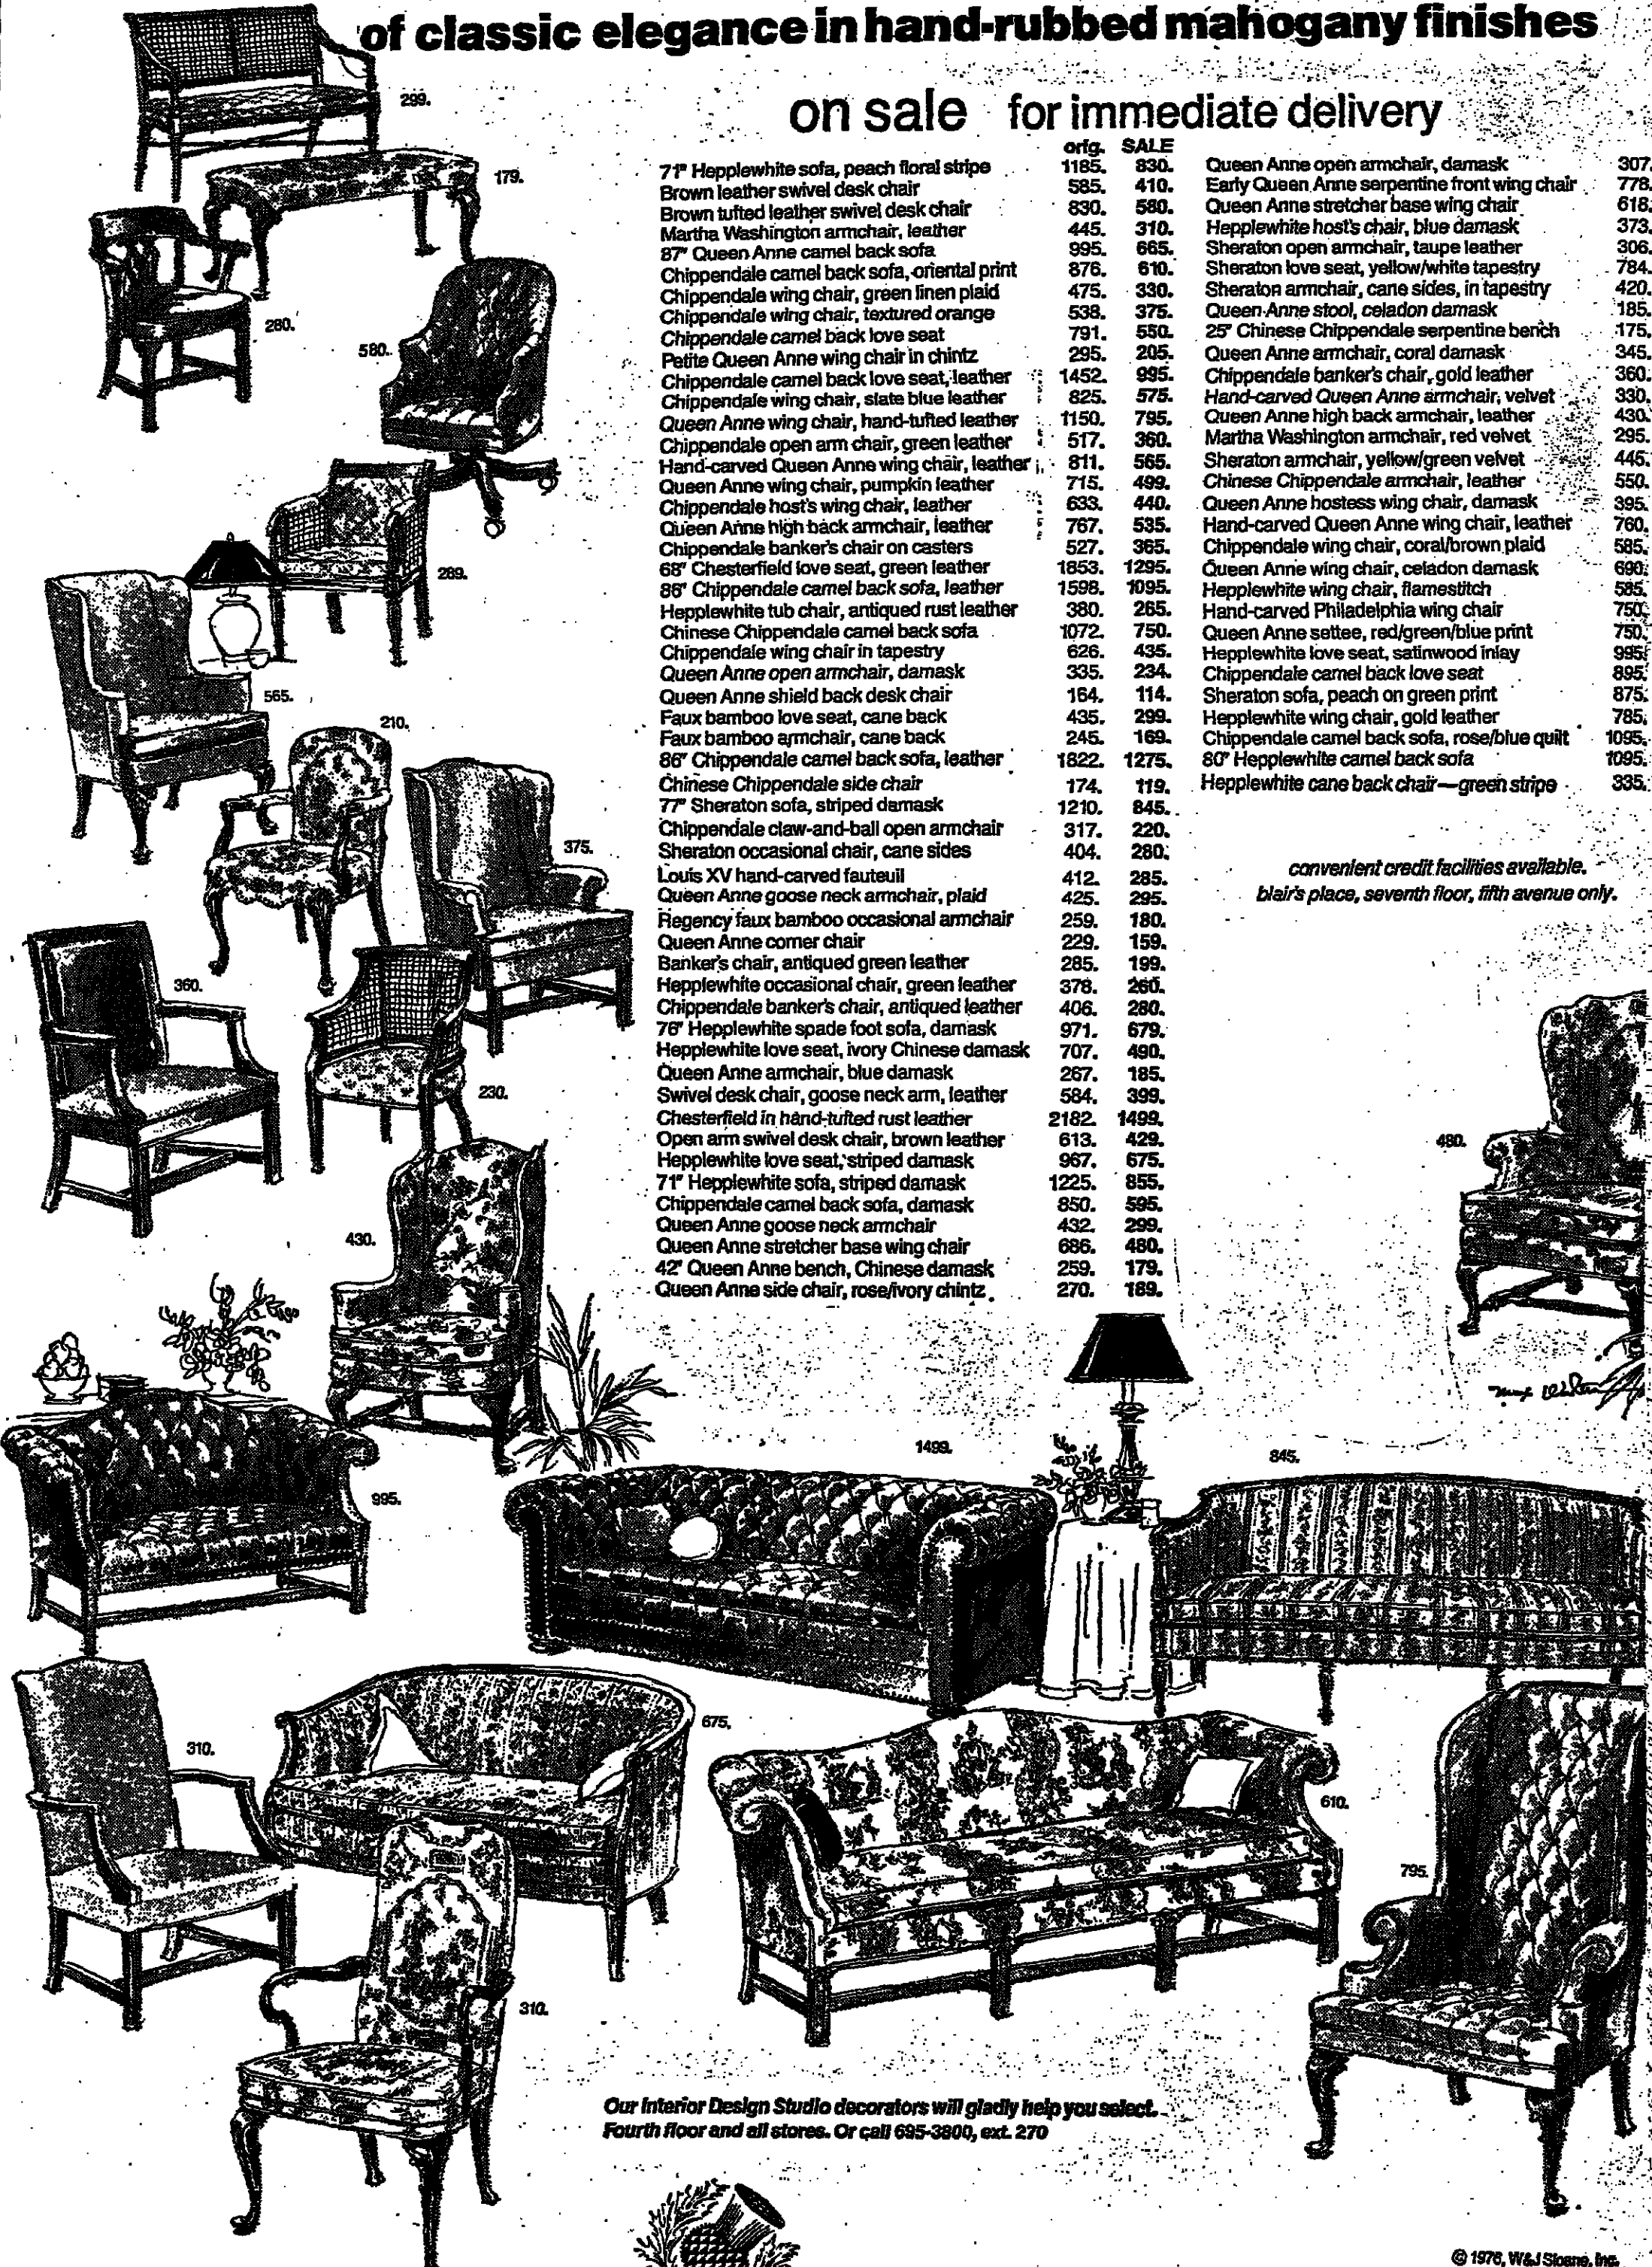 of classic elegance in hand-rubbed mahogany finishes
on sale for immediate delivery
orig. SALE
71" Hepplewhite sofa, peach floral stripe 1185. 830.
Brown leather swivel desk chair 585. 410.
Brown tufted leather swivel desk chair 830. 580.
Martha Washington armchair, leather 445. 310.
87" Queen Anne camel back sofa 995. 665.
Chippendale camel back sofa, oriental print 876. 610.
Chippendale wing chair, green linen plaid 475. 330.
Chippendale wing chair, textured orange 538. 375.
Chippendale camel back love seat 791. 550.
Petite Queen Anne wing chair in chintz 295. 205.
Chippendale camel back love seat, leather 1452. 995.
Chippendale wing chair, slate blue leather 825. 575.
Queen Anne wing chair, hand-tufted leather 1150. 795.
Chippendale open arm chair, green leather 517. 360.
Hand-carved Queen Anne wing chair, leather 811. 565.
Queen Anne wing chair, pumpkin leather 715. 499.
Chippendale host's wing chair, leather 633. 440.
Queen Anne high back armchair, leather 767. 535.
Chippendale banker's chair on casters 527. 365.
68" Chesterfield love seat, green leather 1853. 1295.
86" Chippendale camel back sofa, leather 1598. 1095.
Hepplewhite tub chair, antiqued rust leather 380. 265.
Chinese Chippendale camel back sofa 1072. 750.
Chippendale wing chair in tapestry 626. 435.
Queen Anne open armchair, damask 335. 234.
Queen Anne shield back desk chair 164. 114.
Faux bamboo love seat, cane back 435. 299.
Faux bamboo armchair, cane back 245. 169.
86" Chippendale camel back sofa, leather 1822. 1275.
Chinese Chippendale side chair 174. 119.
77" Sheraton sofa, striped damask 1210. 845.
Chippendale claw-and-ball open armchair 317. 220.
Sheraton occasional chair, cane sides 404. 280.
Louis XV hand-carved fauteuil 412. 285.
Queen Anne goose neck armchair, plaid 425. 295.
Regency faux bamboo occasional armchair 259. 180.
Queen Anne corner chair 229. 159.
Banker's chair, antiqued green leather 285. 199.
Hepplewhite occasional chair, green leather 378. 260.
Chippendale banker's chair, antiqued leather 406. 280.
76" Hepplewhite spade foot sofa, damask 971. 679.
Hepplewhite love seat, ivory Chinese damask 707. 490.
Queen Anne armchair, blue damask 267. 185.
Swivel desk chair, goose neck arm, leather 584. 399.
Chesterfield in hand-tufted rust leather 2182. 1499.
Open arm swivel desk chair, brown leather 613. 429.
Hepplewhite love seat, striped damask 967. 675.
71" Hepplewhite sofa, striped damask 1225. 855.
Chippendale camel back sofa, damask 850. 595.
Queen Anne goose neck armchair 432. 299.
Queen Anne stretcher base wing chair 686. 480.
42" Queen Anne bench, Chinese damask 259. 179.
Queen Anne side chair, rose/ivory chintz 270. 189.
Queen Anne open armchair, damask 307.
Early Queen Anne serpentine front wing chair 778.
Queen Anne stretcher base wing chair 618.
Hepplewhite host's chair, blue damask 373.
Sheraton open armchair, taupe leather 306.
Sheraton love seat, yellow/white tapestry 784.
Sheraton armchair, cane sides, in tapestry 420.
Queen Anne stool, celadon damask 185.
25" Chinese Chippendale serpentine bench 175.
Queen Anne armchair, coral damask 345.
Chippendale banker's chair, gold leather 360.
Hand-carved Queen Anne armchair, velvet 330.
Queen Anne high back armchair, leather 430.
Martha Washington armchair, red velvet 295.
Sheraton armchair, yellow/green velvet 445.
Chinese Chippendale armchair, leather 550.
Queen Anne hostess wing chair, damask 395.
Hand-carved Queen Anne wing chair, leather 760.
Chippendale wing chair, coral/brown plaid 585.
Queen Anne wing chair, celadon damask 690.
Hepplewhite wing chair, flamestitch 585.
Hand-carved Philadelphia wing chair 750.
Queen Anne settee, red/green/blue print 750.
Hepplewhite love seat, satinwood inlay 995.
Chippendale camel back love seat 895.
Sheraton sofa, peach on green print 875.
Hepplewhite wing chair, gold leather 785.
Chippendale camel back sofa, rose/blue quilt 1095.
80" Hepplewhite camel back sofa 1095.
Hepplewhite cane back chair—green stripe 335.
convenient credit facilities available.
blair's place, seventh floor, fifth avenue only.
299.
179.
280.
580.
289.
565.
210.
375.
360.
230.
480.
430.
995.
1499.
845.
310.
675.
610.
795.
310.
Our Interior Design Studio decorators will gladly help you select.
Fourth floor and all stores. Or call 695-3800, ext. 270
© 1976, W&J Sloane, Inc.